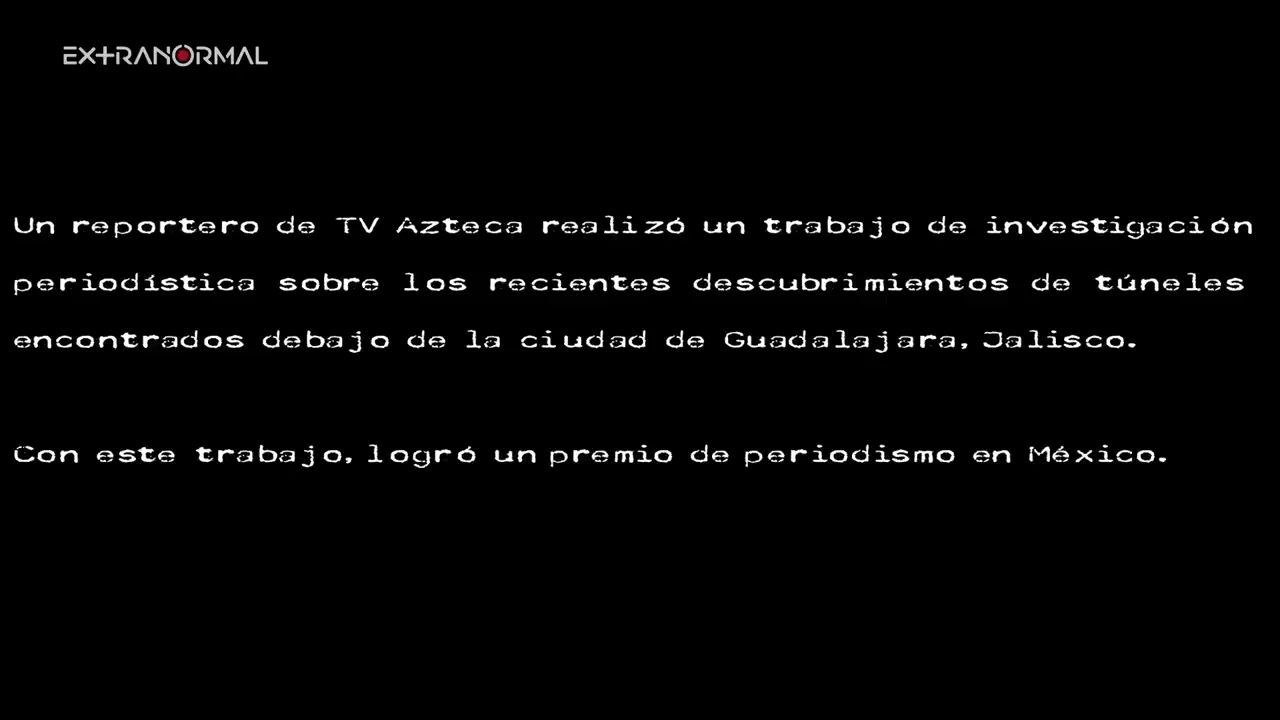 EXTRANORMAL
Un reportero de TV Azteca realizó un trabajo de investigación
periodística sobre los recientes descubrimientos de túneles
encontrados debajo de la ciudad de Guadalajara, Jalisco.
Con este trabajo, logró un premio de periodismo en México.